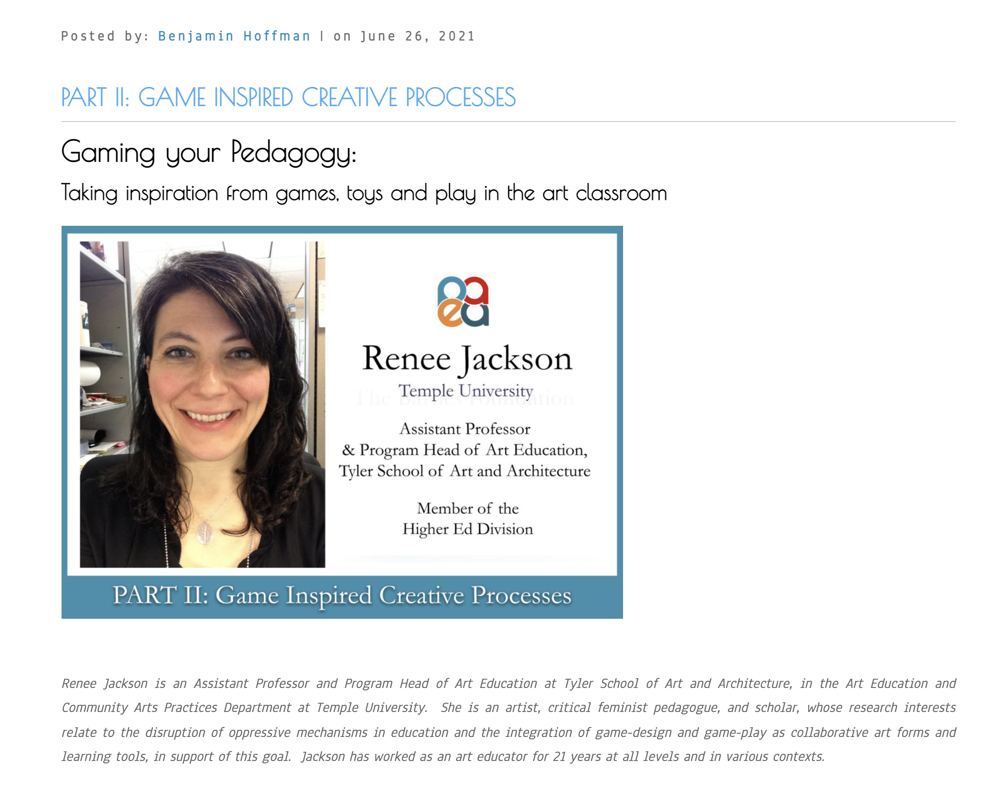 Posted by: Benjamin Hoffman | on June 26, 2021
PART II: GAME INSPIRED CREATIVE PROCESSES
Gaming your Pedagogy:
Taking inspiration from games, toys and play in the art classroom
paea
Renee Jackson
Temple University
The Barnes Foundation
Assistant Professor
& Program Head of Art Education,
Tyler School of Art and Architecture
Member of the
Higher Ed Division
PART II: Game Inspired Creative Processes
Renee Jackson is an Assistant Professor and Program Head of Art Education at Tyler School of Art and Architecture, in the Art Education and
Community Arts Practices Department at Temple University.  She is an artist, critical feminist pedagogue, and scholar, whose research interests
relate to the disruption of oppressive mechanisms in education and the integration of game-design and game-play as collaborative art forms and
learning tools, in support of this goal.  Jackson has worked as an art educator for 21 years at all levels and in various contexts.